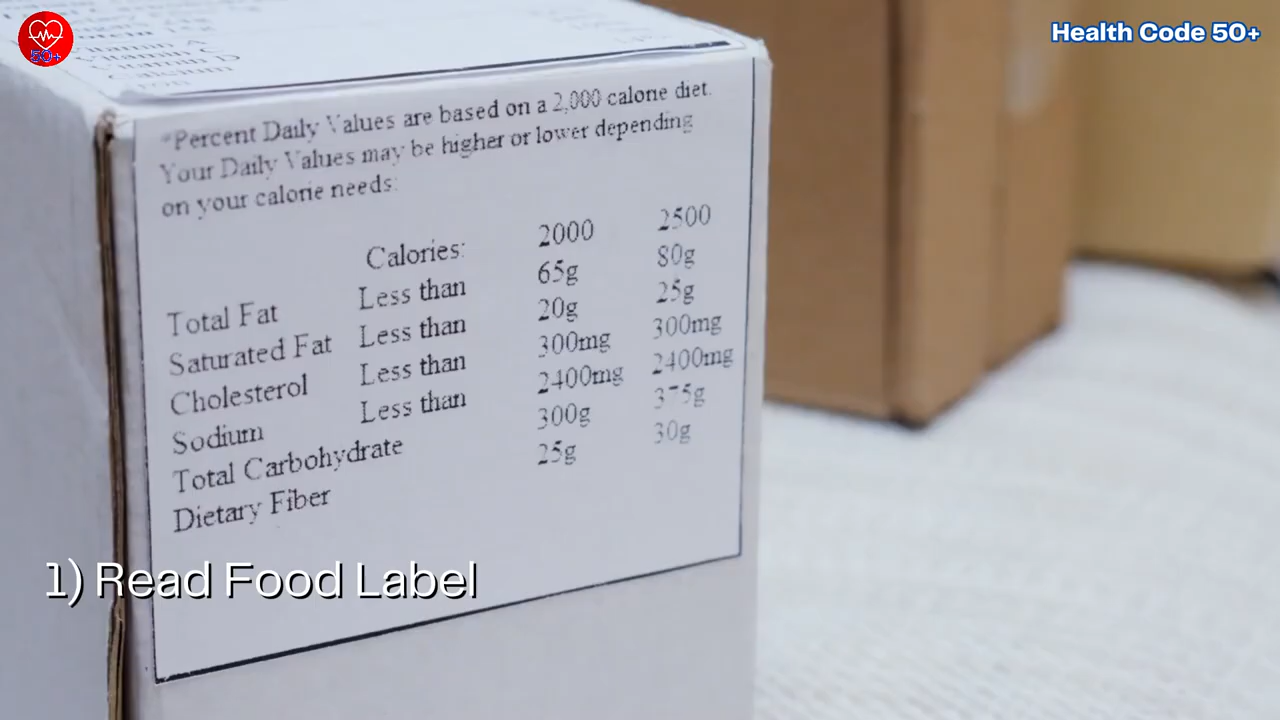 50+
Health Code 50+
*Percent Daily Values are based on a 2,000 calorie diet.
Your Daily Values may be higher or lower depending
on your calorie needs:
Calories: 2000 2500
Total Fat Less than 65g 80g
Saturated Fat Less than 20g 25g
Cholesterol Less than 300mg 300mg
Sodium Less than 2400mg 2400mg
Total Carbohydrate 300g 375g
Dietary Fiber 25g 30g
1) Read Food Label